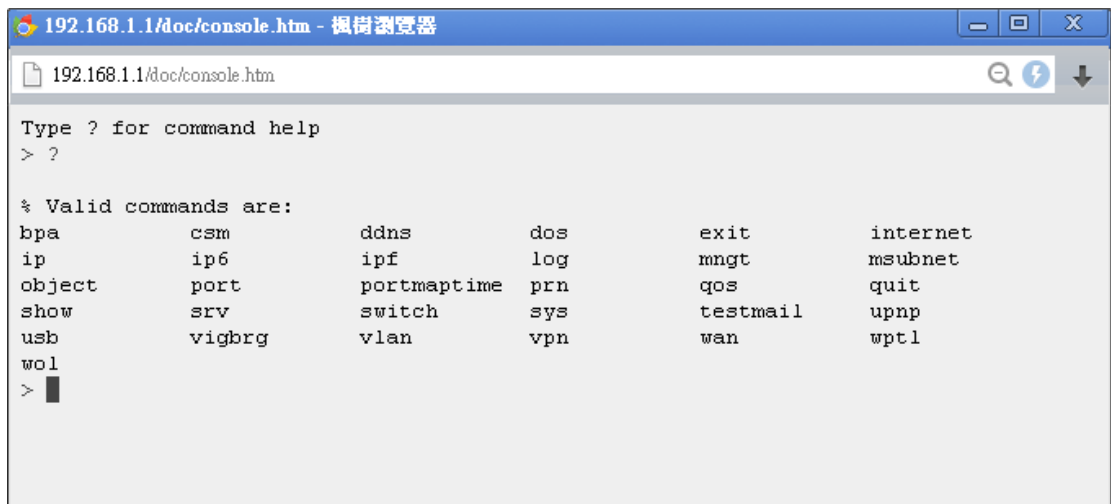 192.168.1.1/doc/console.htm - 楓樹瀏覽器
192.168.1.1/doc/console.htm
Type ? for command help
> ?
% Valid commands are:
bpa csm ddns dos exit internet
ip ip6 ipf log mngt msubnet
object port portmaptime prn qos quit
show srv switch sys testmail upnp
usb vigbrg vlan vpn wan wptl
wol
>